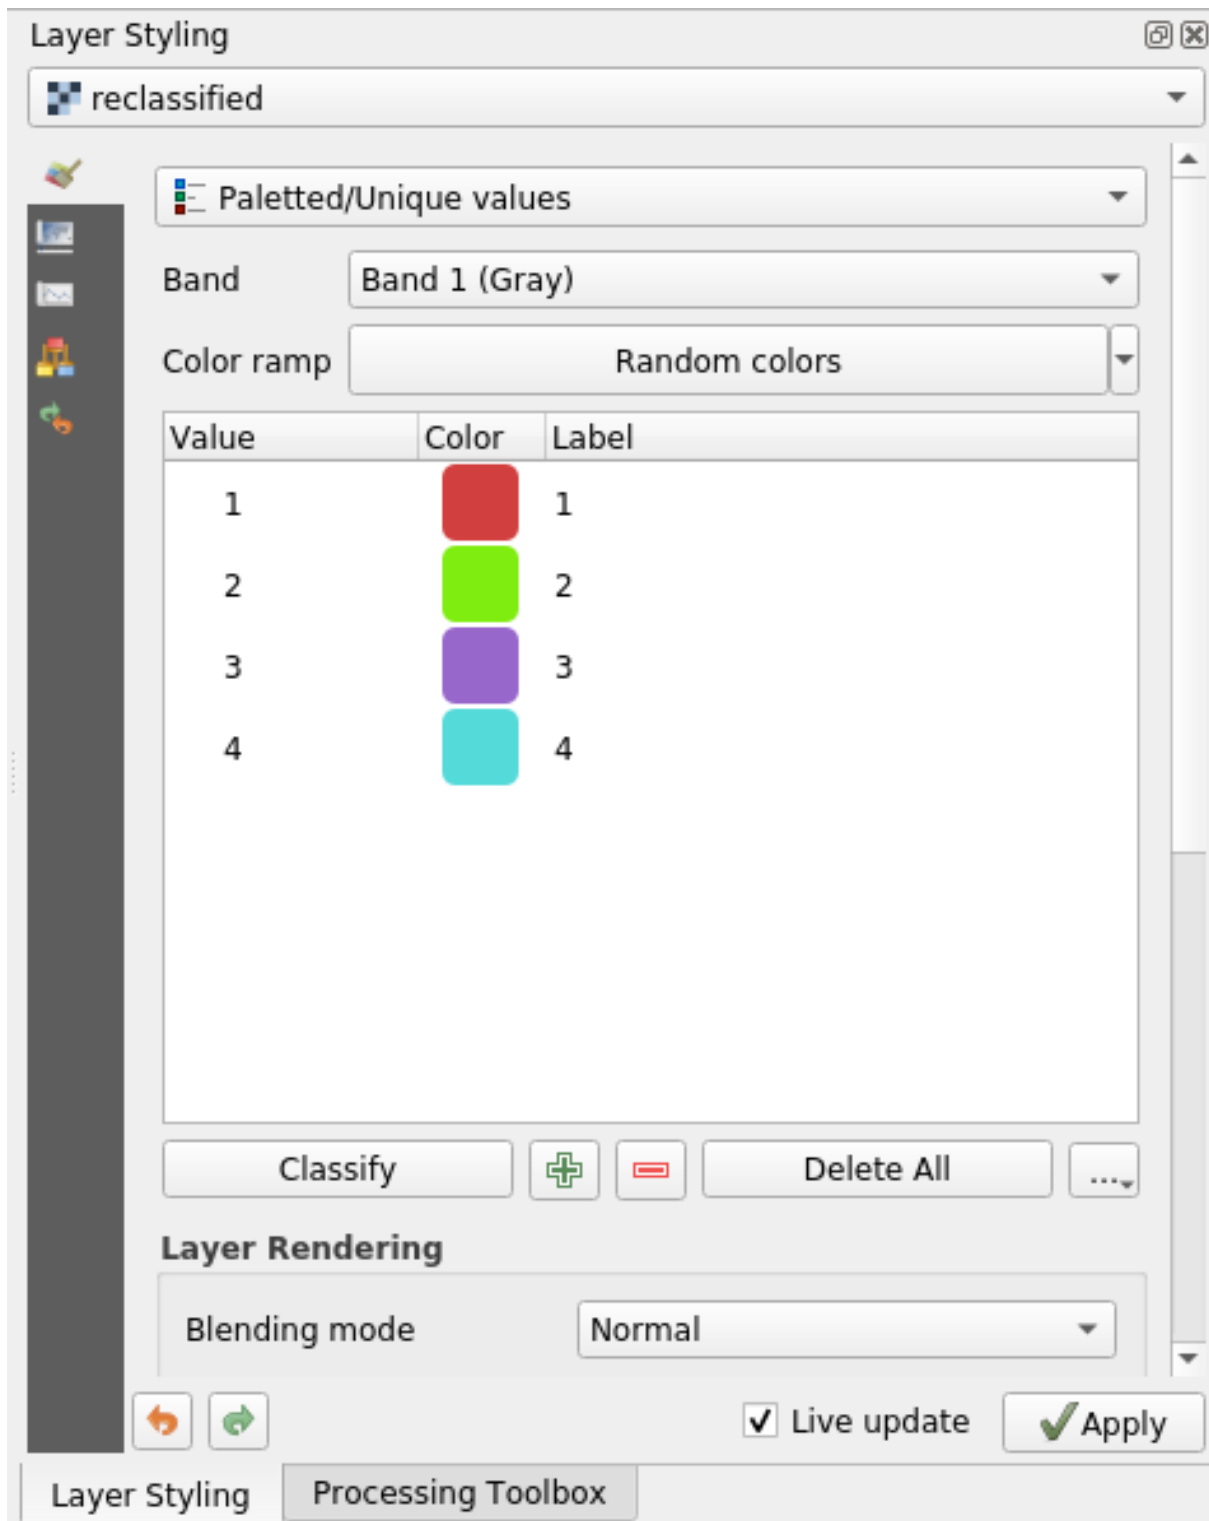 Layer Styling
reclassified
Paletted/Unique values
Band Band 1 (Gray)
Color ramp Random colors
Value Color Label
1 1
2 2
3 3
4 4
Classify Delete All ...
Layer Rendering
Blending mode Normal
Live update Apply
Layer Styling Processing Toolbox